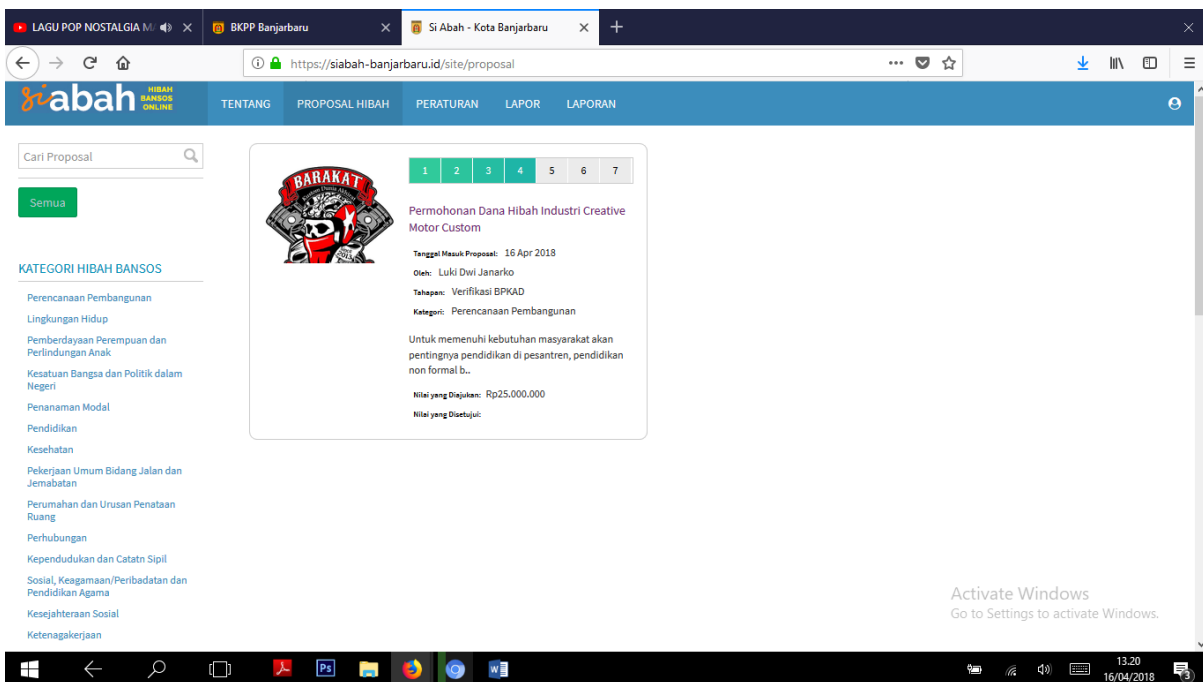 LAGU POP NOSTALGIA M
BKPP Banjarbaru
Si Abah - Kota Banjarbaru
https://siabah-banjarbaru.id/site/proposal
siabah HIBAH BANSOS ONLINE
TENTANG
PROPOSAL HIBAH
PERATURAN
LAPOR
LAPORAN
Cari Proposal
Semua
KATEGORI HIBAH BANSOS
Perencanaan Pembangunan
Lingkungan Hidup
Pemberdayaan Perempuan dan
Perlindungan Anak
Kesatuan Bangsa dan Politik dalam
Negeri
Penanaman Modal
Pendidikan
Kesehatan
Pekerjaan Umum Bidang Jalan dan
Jemabatan
Perumahan dan Urusan Penataan
Ruang
Perhubungan
Kependudukan dan Catatn Sipil
Sosial, Keagamaan/Peribadatan dan
Pendidikan Agama
Kesejahteraan Sosial
Ketenagakerjaan
BARAKAT
Custom Dunia Akhirat
SINCE 2013
1 2 3 4 5 6 7
Permohonan Dana Hibah Industri Creative
Motor Custom
Tanggal Masuk Proposal: 16 Apr 2018
Oleh: Luki Dwi Janarko
Tahapan: Verifikasi BPKAD
Kategori: Perencanaan Pembangunan
Untuk memenuhi kebutuhan masyarakat akan
pentingnya pendidikan di pesantren, pendidikan
non formal b..
Nilai yang Diajukan: Rp25.000.000
Nilai yang Disetujui:
Activate Windows
Go to Settings to activate Windows.
Ps
13.20
16/04/2018
3